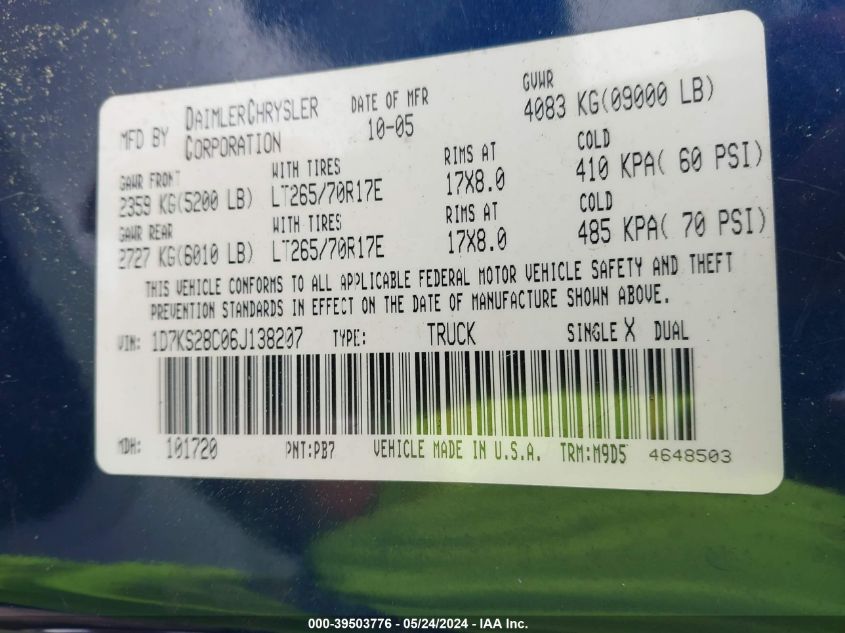 MFD BY DAIMLERCHRYSLER CORPORATION DATE OF MFR 10-05 GVWR 4083 KG(09000 LB)
GAWR FRONT WITH TIRES RIMS AT COLD
2359 KG(5200 LB) LT265/70R17E 17X8.0 410 KPA( 60 PSI)
GAWR REAR WITH TIRES RIMS AT COLD
2727 KG(6010 LB) LT265/70R17E 17X8.0 485 KPA( 70 PSI)
THIS VEHICLE CONFORMS TO ALL APPLICABLE FEDERAL MOTOR VEHICLE SAFETY AND THEFT
PREVENTION STANDARDS IN EFFECT ON THE DATE OF MANUFACTURE SHOWN ABOVE.
VIN: 1D7KS28C06J138207 TYPE: TRUCK SINGLE X DUAL
MDH: 101720 PNT:PB7 VEHICLE MADE IN U.S.A. TRM:M9D5 4648503
000-39503776 - 05/24/2024 - IAA Inc.